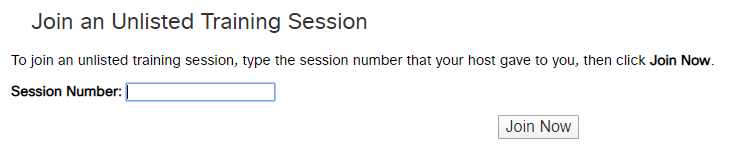 Join an Unlisted Training Session
To join an unlisted training session, type the session number that your host gave to you, then click Join Now.
Session Number:
Join Now